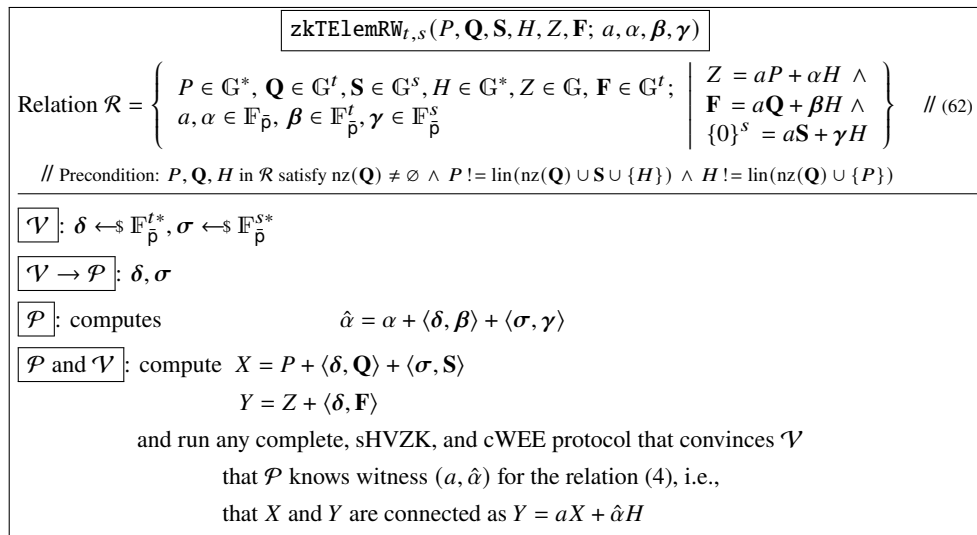 zkTElemRW_{t,s}(P, Q, S, H, Z, F; a, α, β, γ)
Relation R = { P ∈ G*, Q ∈ G^t, S ∈ G^s, H ∈ G*, Z ∈ G, F ∈ G^t; a, α ∈ F_p̄, β ∈ F_p̄^t, γ ∈ F_p̄^s | Z = aP + αH ∧ F = aQ + βH ∧ {0}^s = aS + γH } // (62)
// Precondition: P, Q, H in R satisfy nz(Q) ≠ ∅ ∧ P != lin(nz(Q) ∪ S ∪ {H}) ∧ H != lin(nz(Q) ∪ {P})
V : δ ←$ F_p̄^{t*}, σ ←$ F_p̄^{s*}
V → P : δ, σ
P : computes α̂ = α + ⟨δ, β⟩ + ⟨σ, γ⟩
P and V : compute X = P + ⟨δ, Q⟩ + ⟨σ, S⟩
Y = Z + ⟨δ, F⟩
and run any complete, sHVZK, and cWEE protocol that convinces V
that P knows witness (a, α̂) for the relation (4), i.e.,
that X and Y are connected as Y = aX + α̂H